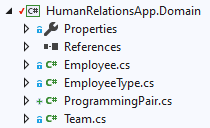 C# HumanRelationsApp.Domain
Properties
References
C# Employee.cs
C# EmployeeType.cs
C# ProgrammingPair.cs
C# Team.cs